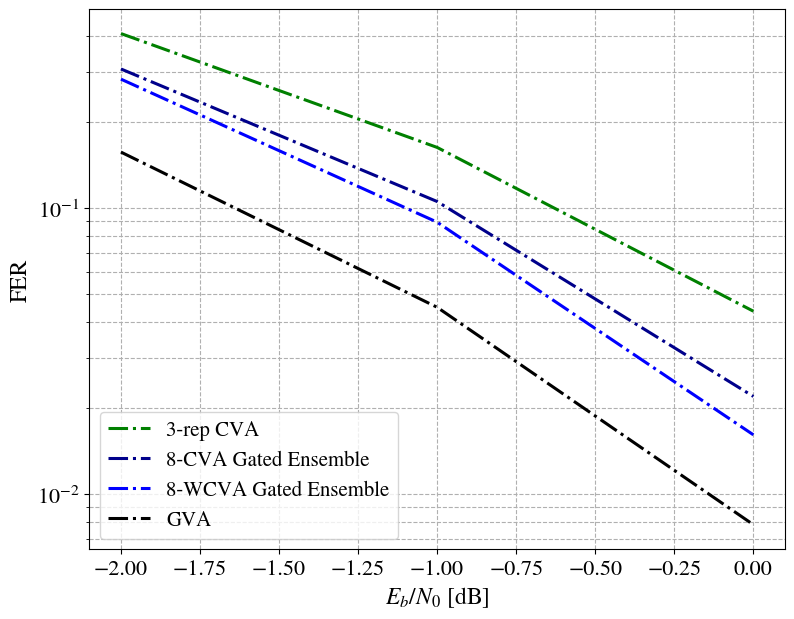 FER
10⁻¹
10⁻²
3-rep CVA
8-CVA Gated Ensemble
8-WCVA Gated Ensemble
GVA
−2.00 −1.75 −1.50 −1.25 −1.00 −0.75 −0.50 −0.25 0.00
E_b/N_0 [dB]